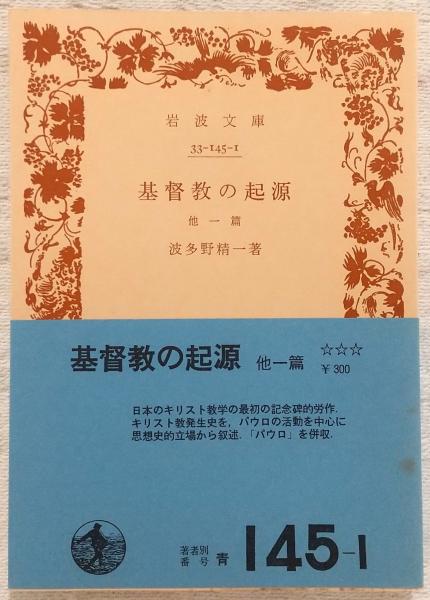 岩波文庫
33-145-1
基督教の起源
他一篇
波多野精一著
基督教の起源 他一篇 ☆☆☆
¥300
日本のキリスト教学の最初の記念碑的労作.
キリスト教発生史を, パウロの活動を中心に
思想史的立場から叙述. 「パウロ」を併収.
著者別
番号 青 145-1